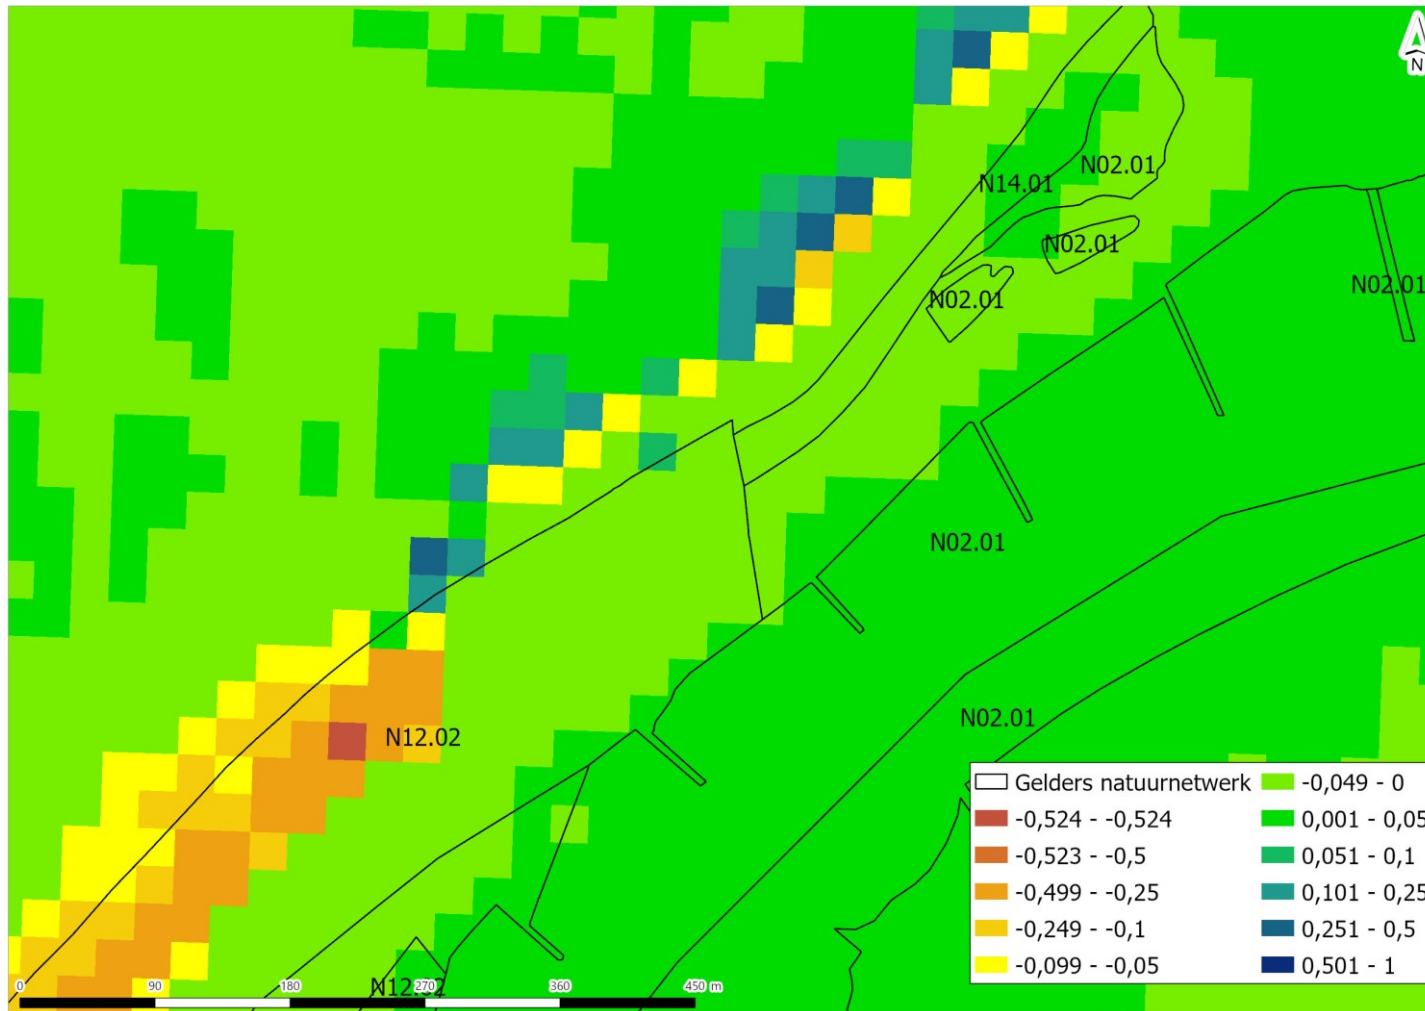 N
N02.01
N14.01
N02.01
N02.01
N02.01
N02.01
N02.01
N12.02
N12.02
Gelders natuurnetwerk
-0,524 - -0,524
-0,523 - -0,5
-0,499 - -0,25
-0,249 - -0,1
-0,099 - -0,05
-0,049 - 0
0,001 - 0,05
0,051 - 0,1
0,101 - 0,25
0,251 - 0,5
0,501 - 1
0 90 180 270 360 450 m